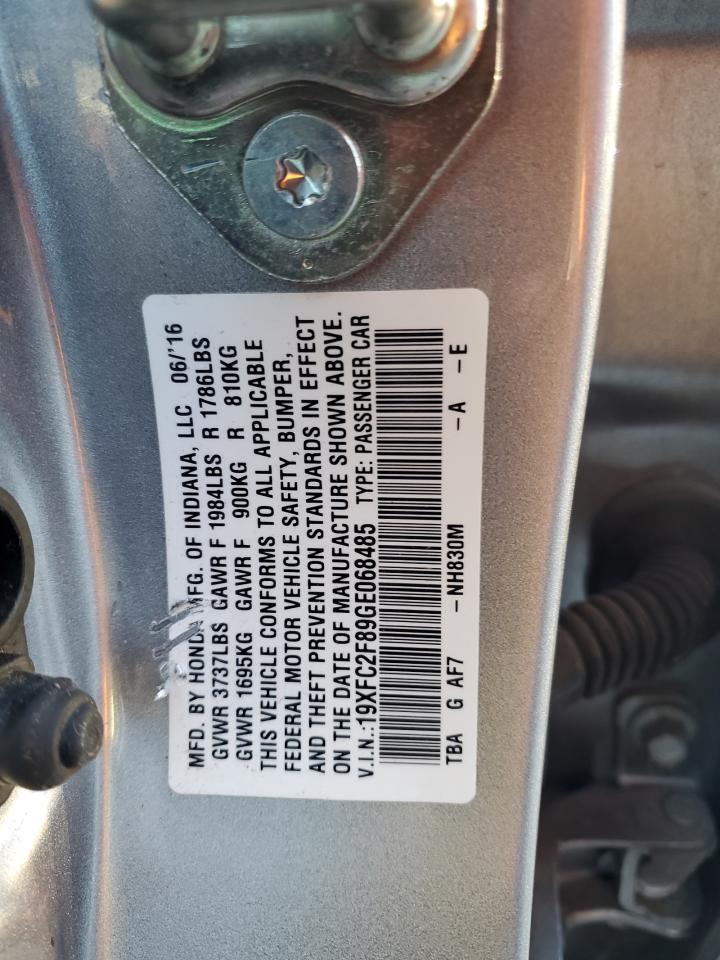 MFD. BY HONDA MFG. OF INDIANA, LLC 06/'16
GVWR 3737LBS GAWR F 1984LBS R 1786LBS
GVWR 1695KG GAWR F 900KG R 810KG
THIS VEHICLE CONFORMS TO ALL APPLICABLE
FEDERAL MOTOR VEHICLE SAFETY, BUMPER,
AND THEFT PREVENTION STANDARDS IN EFFECT
ON THE DATE OF MANUFACTURE SHOWN ABOVE.
V.I.N.:19XFC2F89GE068485 TYPE: PASSENGER CAR
TBA G AF7 -NH830M -A -E